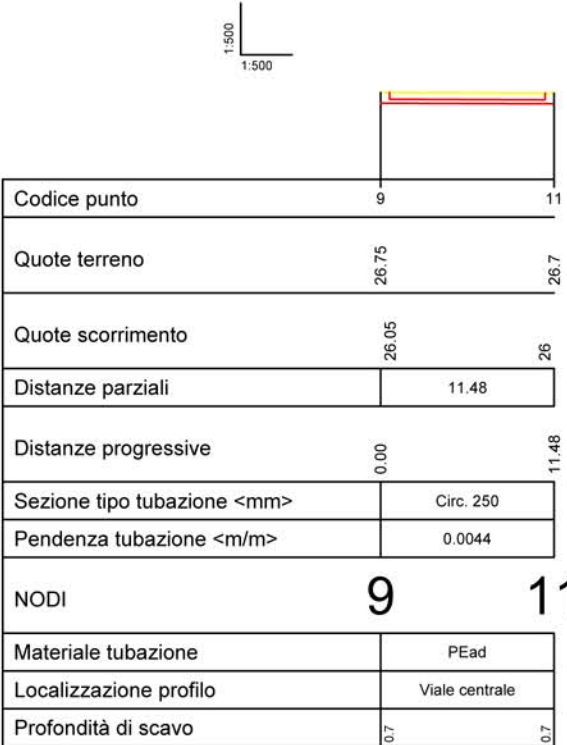 1:500
1:500
Codice punto 9 11
Quote terreno 26.75 26.7
Quote scorrimento 26.05 26
Distanze parziali 11.48
Distanze progressive 0.00 11.48
Sezione tipo tubazione <mm> Circ. 250
Pendenza tubazione <m/m> 0.0044
NODI 9 11
Materiale tubazione PEad
Localizzazione profilo Viale centrale
Profondità di scavo 0.7 0.7